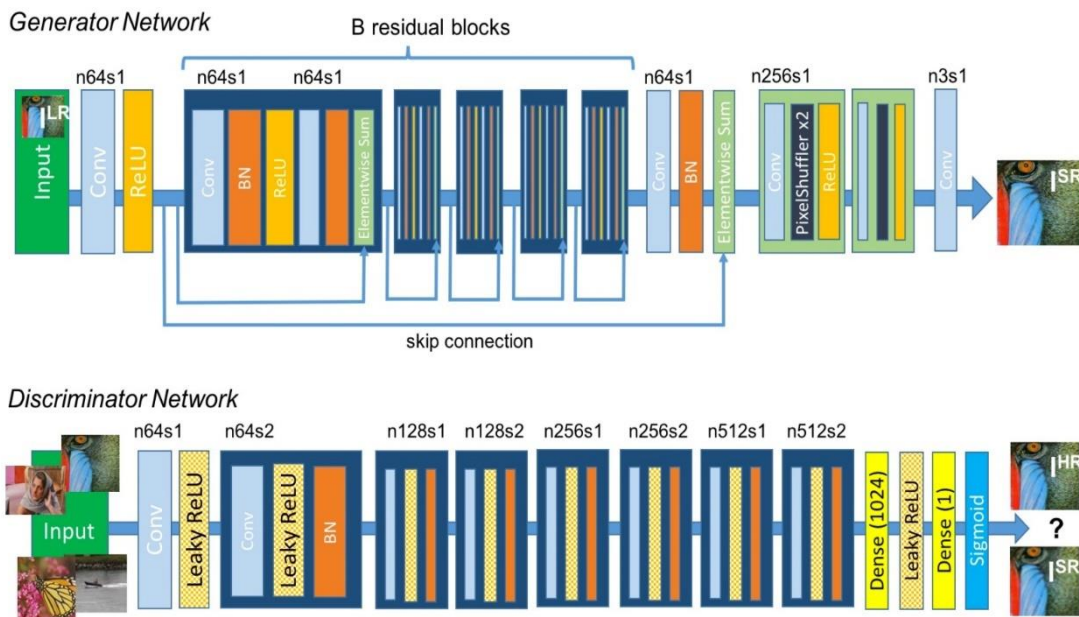 Generator Network
B residual blocks
n64s1
n64s1
n64s1
n64s1
n256s1
n3s1
I^LR
Input
Conv
ReLU
Conv
BN
ReLU
Elementwise Sum
Conv
BN
Elementwise Sum
Conv
PixelShuffler x2
ReLU
Conv
I^SR
skip connection
Discriminator Network
n64s1
n64s2
n128s1
n128s2
n256s1
n256s2
n512s1
n512s2
Input
Conv
Leaky ReLU
Conv
Leaky ReLU
BN
Dense (1024)
Leaky ReLU
Dense (1)
Sigmoid
I^HR
?
I^SR